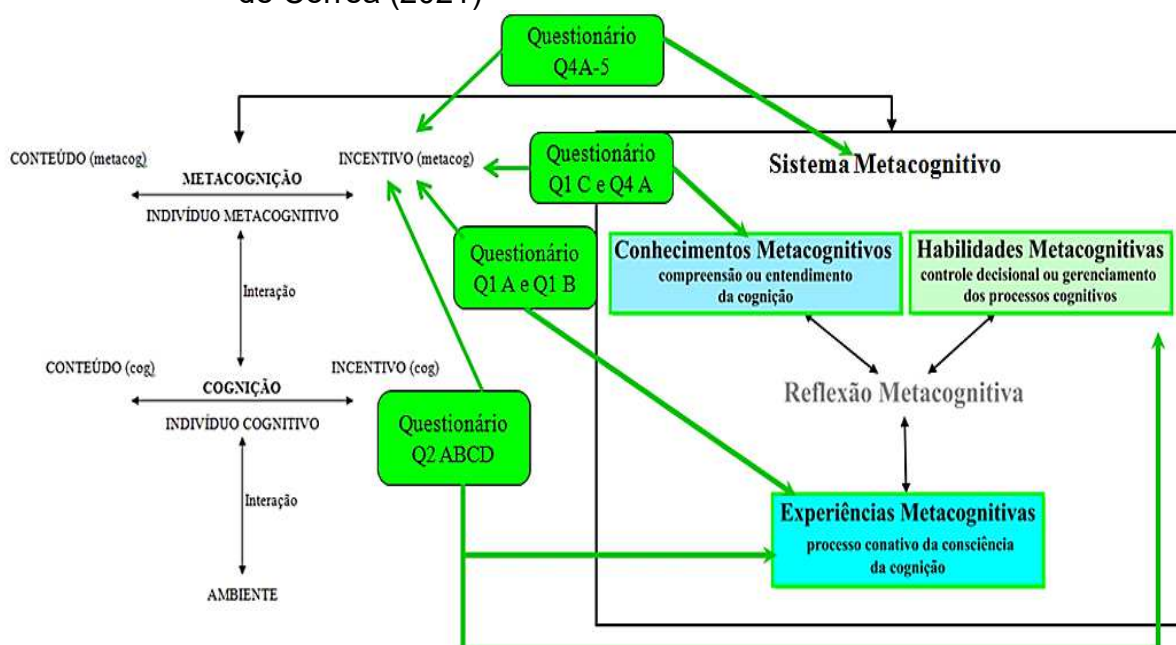 de Corrêa (2021)
Questionário
Q4A-5
CONTEÚDO (metacog)
INCENTIVO (metacog)
METACOGNIÇÃO
INDIVÍDUO METACOGNITIVO
Questionário
Q1 C e Q4 A
Sistema Metacognitivo
Questionário
Q1 A e Q1 B
Conhecimentos Metacognitivos
compreensão ou entendimento
da cognição
Habilidades Metacognitivas
controle decisional ou gerenciamento
dos processos cognitivos
Interação
Reflexão Metacognitiva
CONTEÚDO (cog)
INCENTIVO (cog)
COGNIÇÃO
INDIVÍDUO COGNITIVO
Questionário
Q2 ABCD
Interação
Experiências Metacognitivas
processo conativo da consciência
da cognição
AMBIENTE